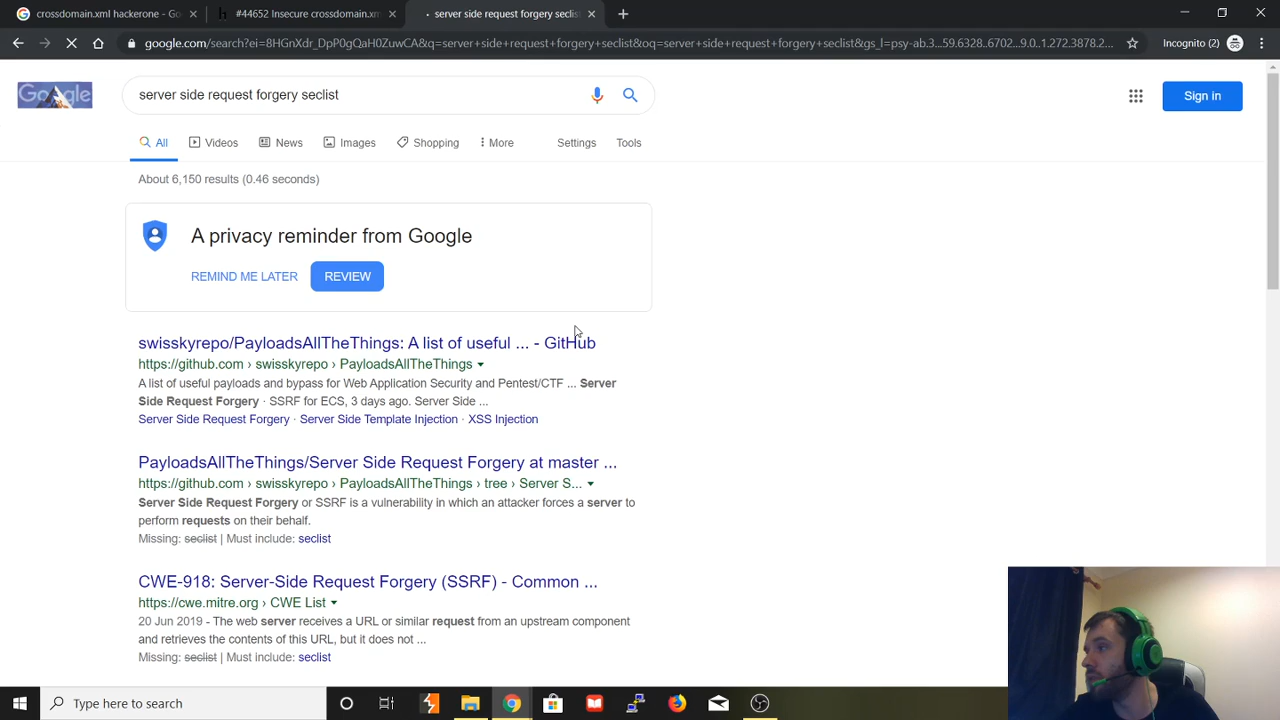 crossdomain.xml hackerone - Goo
#44652 Insecure crossdomain.xm
server side request forgery seclist
google.com/search?ei=8HGnXdr_DpP0gQaH0ZuwCA&q=server+side+request+forgery+seclist&oq=server+side+request+forgery+seclist&gs_l=psy-ab.3...59.6328..6702...9.0..1.272.3878.2...
Incognito (2)
Google
server side request forgery seclist
Sign in
All
Videos
News
Images
Shopping
More
Settings
Tools
About 6,150 results (0.46 seconds)
A privacy reminder from Google
REMIND ME LATER
REVIEW
swisskyrepo/PayloadsAllTheThings: A list of useful ... - GitHub
https://github.com › swisskyrepo › PayloadsAllTheThings
A list of useful payloads and bypass for Web Application Security and Pentest/CTF ... Server
Side Request Forgery · SSRF for ECS, 3 days ago. Server Side ...
Server Side Request Forgery · Server Side Template Injection · XSS Injection
PayloadsAllTheThings/Server Side Request Forgery at master ...
https://github.com › swisskyrepo › PayloadsAllTheThings › tree › Server S...
Server Side Request Forgery or SSRF is a vulnerability in which an attacker forces a server to
perform requests on their behalf.
Missing: seclist | Must include: seclist
CWE-918: Server-Side Request Forgery (SSRF) - Common ...
https://cwe.mitre.org › CWE List
20 Jun 2019 - The web server receives a URL or similar request from an upstream component
and retrieves the contents of this URL, but it does not ...
Missing: seclist | Must include: seclist
Type here to search